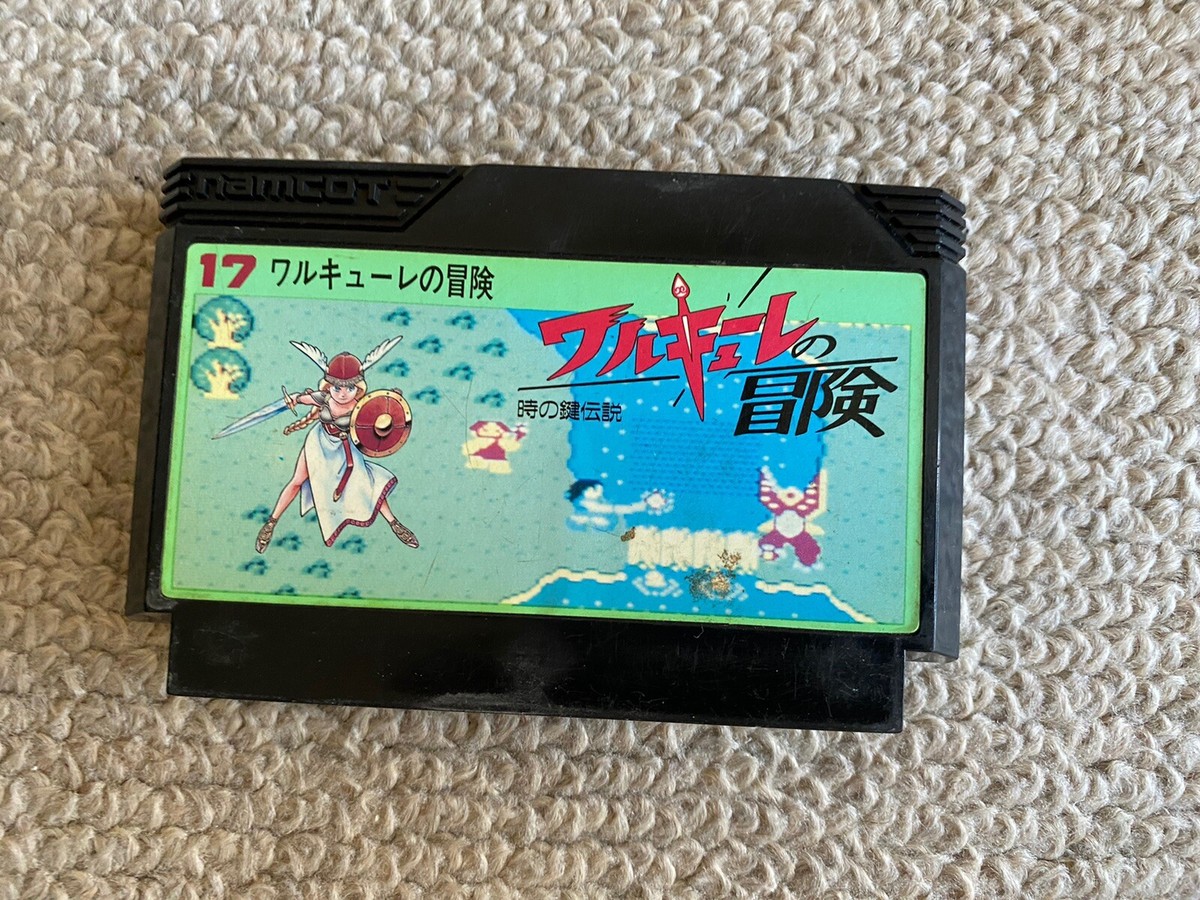 namcoT
17 ワルキューレの冒険
ワルキューレの
冒険
時の鍵伝説